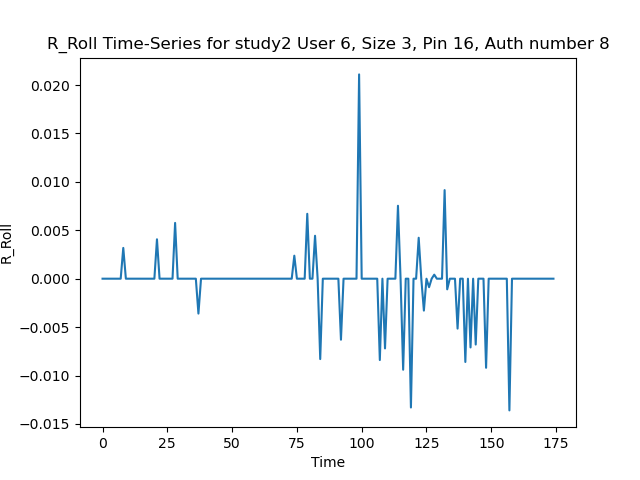 R_Roll Time-Series for study2 User 6, Size 3, Pin 16, Auth number 8
0.020
0.015
0.010
0.005
0.000
−0.005
−0.010
−0.015
R_Roll
0 25 50 75 100 125 150 175
Time